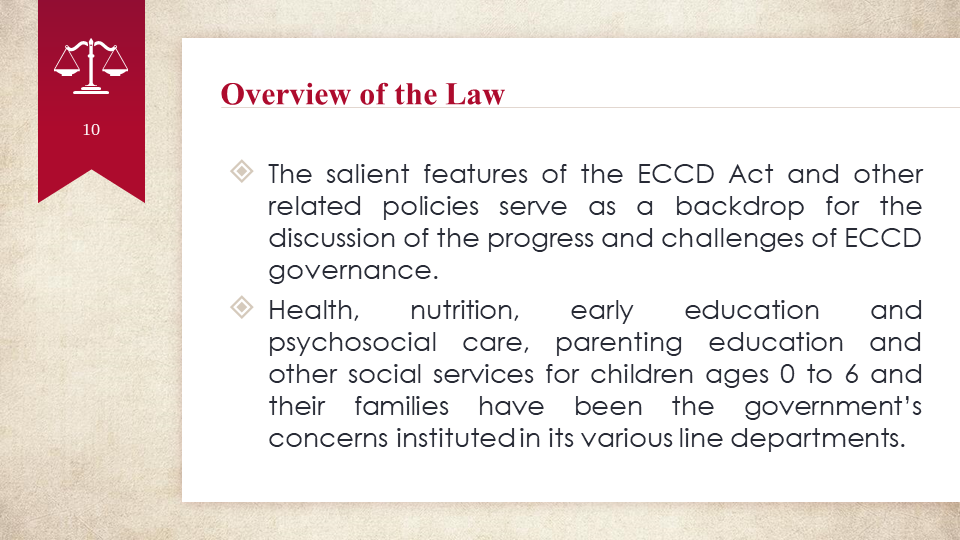 10
Overview of the Law
The salient features of the ECCD Act and other
related policies serve as a backdrop for the
discussion of the progress and challenges of ECCD
governance.
Health, nutrition, early education and
psychosocial care, parenting education and
other social services for children ages 0 to 6 and
their families have been the government’s
concerns instituted in its various line departments.